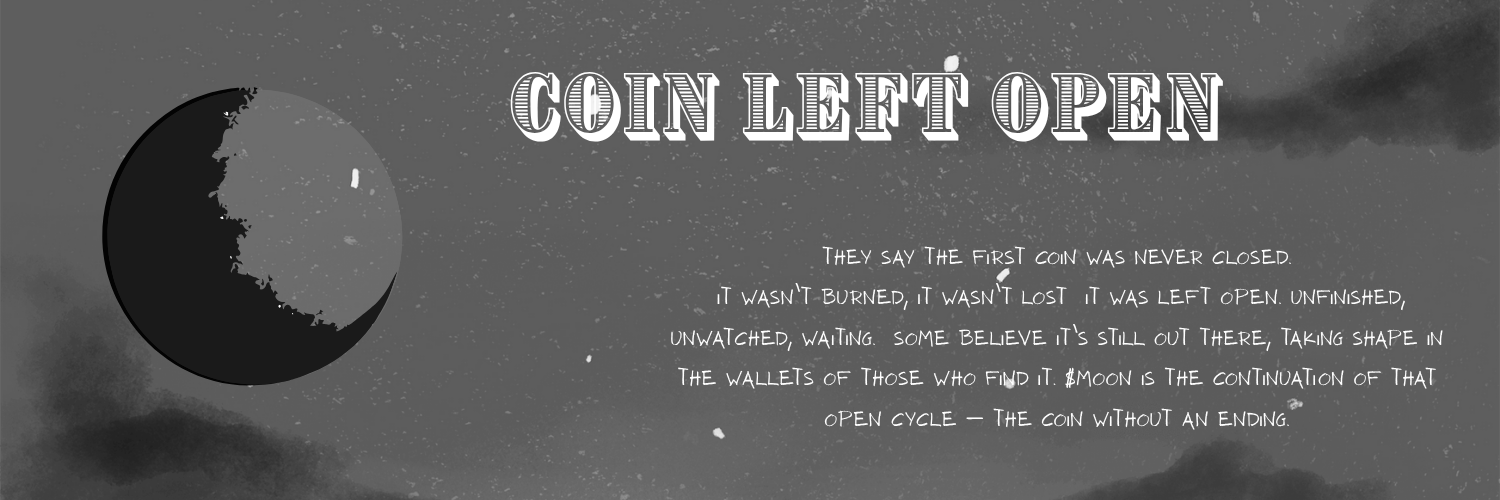 COIN LEFT OPEN
THEY SAY THE FIRST COIN WAS NEVER CLOSED.
IT WASN'T BURNED, IT WASN'T LOST IT WAS LEFT OPEN. UNFINISHED,
UNWATCHED, WAITING. SOME BELIEVE IT'S STILL OUT THERE, TAKING SHAPE IN
THE WALLETS OF THOSE WHO FIND IT. $MOON IS THE CONTINUATION OF THAT
OPEN CYCLE – THE COIN WITHOUT AN ENDING.